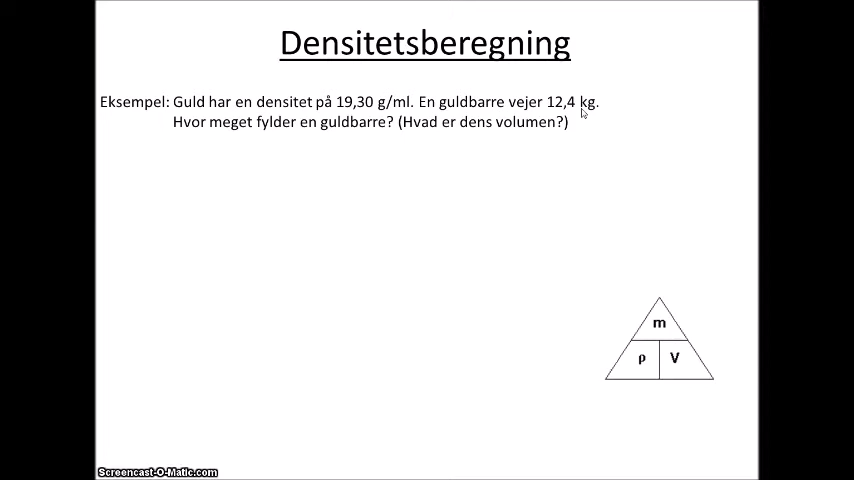 Densitetsberegning
Eksempel: Guld har en densitet på 19,30 g/ml. En guldbarre vejer 12,4 kg.
Hvor meget fylder en guldbarre? (Hvad er dens volumen?)
m
ρ V
Screencast-O-Matic.com